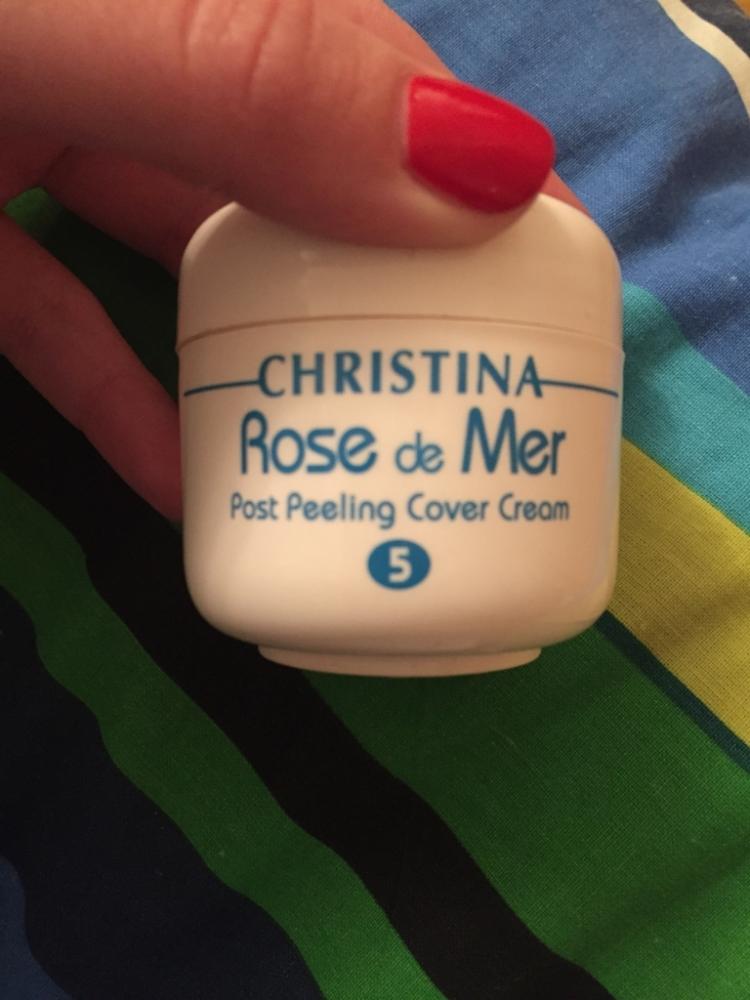 CHRISTINA
Rose de Mer
Post Peeling Cover Cream
5